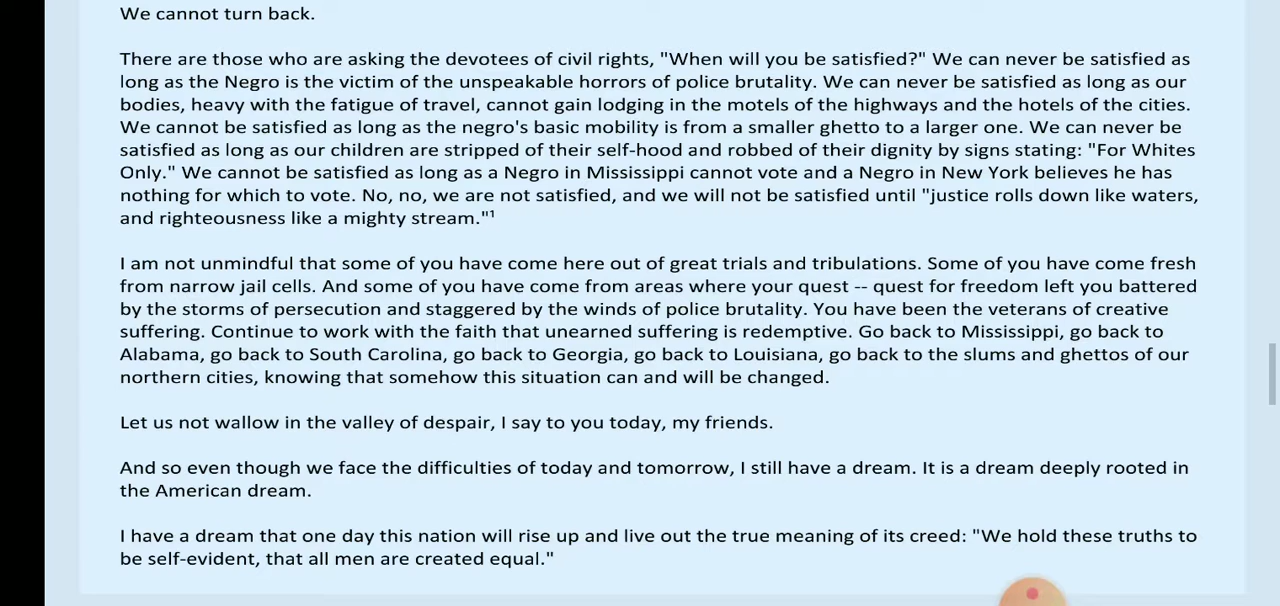 We cannot turn back.
There are those who are asking the devotees of civil rights, "When will you be satisfied?" We can never be satisfied as
long as the Negro is the victim of the unspeakable horrors of police brutality. We can never be satisfied as long as our
bodies, heavy with the fatigue of travel, cannot gain lodging in the motels of the highways and the hotels of the cities.
We cannot be satisfied as long as the negro's basic mobility is from a smaller ghetto to a larger one. We can never be
satisfied as long as our children are stripped of their self-hood and robbed of their dignity by signs stating: "For Whites
Only." We cannot be satisfied as long as a Negro in Mississippi cannot vote and a Negro in New York believes he has
nothing for which to vote. No, no, we are not satisfied, and we will not be satisfied until "justice rolls down like waters,
and righteousness like a mighty stream."¹
I am not unmindful that some of you have come here out of great trials and tribulations. Some of you have come fresh
from narrow jail cells. And some of you have come from areas where your quest -- quest for freedom left you battered
by the storms of persecution and staggered by the winds of police brutality. You have been the veterans of creative
suffering. Continue to work with the faith that unearned suffering is redemptive. Go back to Mississippi, go back to
Alabama, go back to South Carolina, go back to Georgia, go back to Louisiana, go back to the slums and ghettos of our
northern cities, knowing that somehow this situation can and will be changed.
Let us not wallow in the valley of despair, I say to you today, my friends.
And so even though we face the difficulties of today and tomorrow, I still have a dream. It is a dream deeply rooted in
the American dream.
I have a dream that one day this nation will rise up and live out the true meaning of its creed: "We hold these truths to
be self-evident, that all men are created equal."